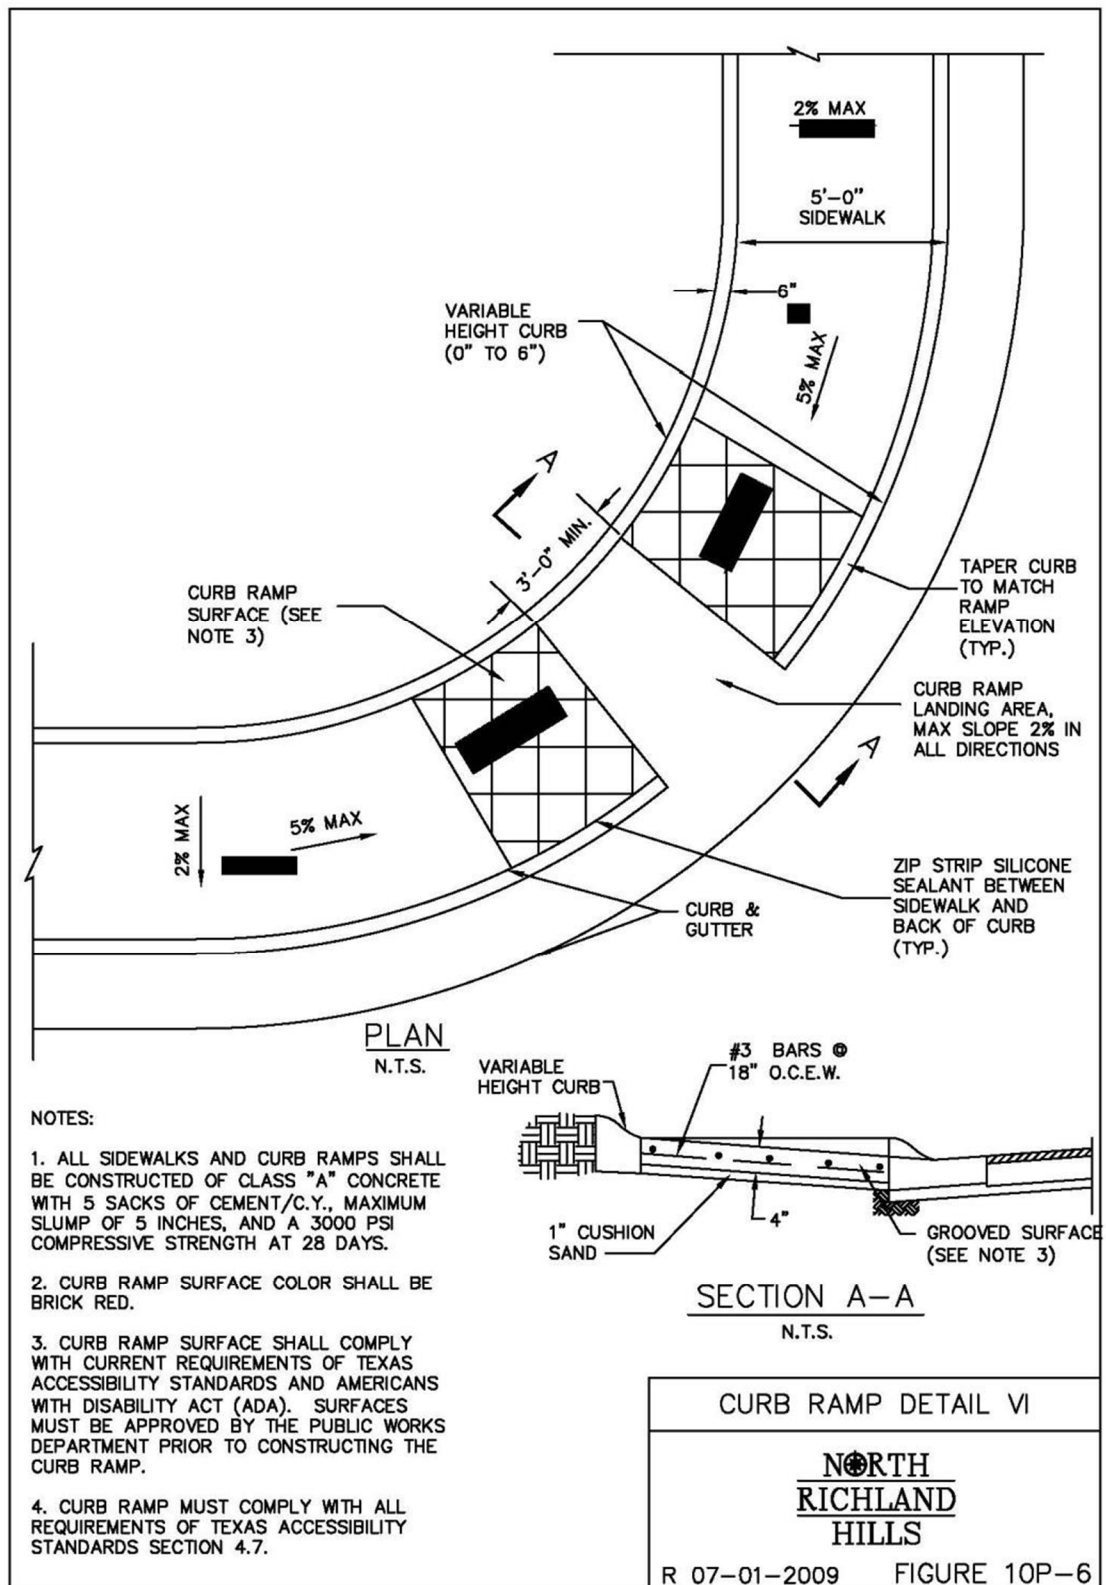 2% MAX
5'-0"
SIDEWALK
6"
VARIABLE
HEIGHT CURB
(0" TO 6")
5% MAX
A
3'-0" MIN.
CURB RAMP
SURFACE (SEE
NOTE 3)
TAPER CURB
TO MATCH
RAMP
ELEVATION
(TYP.)
CURB RAMP
LANDING AREA,
MAX SLOPE 2% IN
ALL DIRECTIONS
A
2% MAX
5% MAX
ZIP STRIP SILICONE
SEALANT BETWEEN
SIDEWALK AND
BACK OF CURB
(TYP.)
CURB &
GUTTER
PLAN
N.T.S.
VARIABLE
HEIGHT CURB
#3 BARS @
18" O.C.E.W.
1" CUSHION
SAND
4"
GROOVED SURFACE
(SEE NOTE 3)
SECTION A-A
N.T.S.
NOTES:
1. ALL SIDEWALKS AND CURB RAMPS SHALL
BE CONSTRUCTED OF CLASS "A" CONCRETE
WITH 5 SACKS OF CEMENT/C.Y., MAXIMUM
SLUMP OF 5 INCHES, AND A 3000 PSI
COMPRESSIVE STRENGTH AT 28 DAYS.
2. CURB RAMP SURFACE COLOR SHALL BE
BRICK RED.
3. CURB RAMP SURFACE SHALL COMPLY
WITH CURRENT REQUIREMENTS OF TEXAS
ACCESSIBILITY STANDARDS AND AMERICANS
WITH DISABILITY ACT (ADA). SURFACES
MUST BE APPROVED BY THE PUBLIC WORKS
DEPARTMENT PRIOR TO CONSTRUCTING THE
CURB RAMP.
4. CURB RAMP MUST COMPLY WITH ALL
REQUIREMENTS OF TEXAS ACCESSIBILITY
STANDARDS SECTION 4.7.
CURB RAMP DETAIL VI
NORTH
RICHLAND
HILLS
R 07-01-2009 FIGURE 10P-6